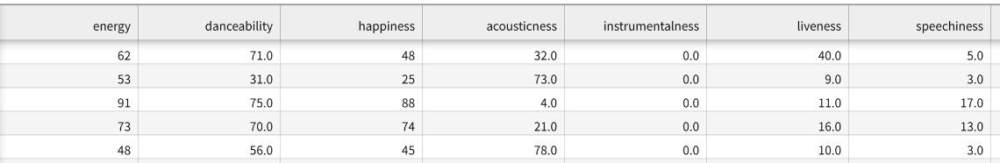 energy danceability happiness acousticness instrumentalness liveness speechiness
62 71.0 48 32.0 0.0 40.0 5.0
53 31.0 25 73.0 0.0 9.0 3.0
91 75.0 88 4.0 0.0 11.0 17.0
73 70.0 74 21.0 0.0 16.0 13.0
48 56.0 45 78.0 0.0 10.0 3.0